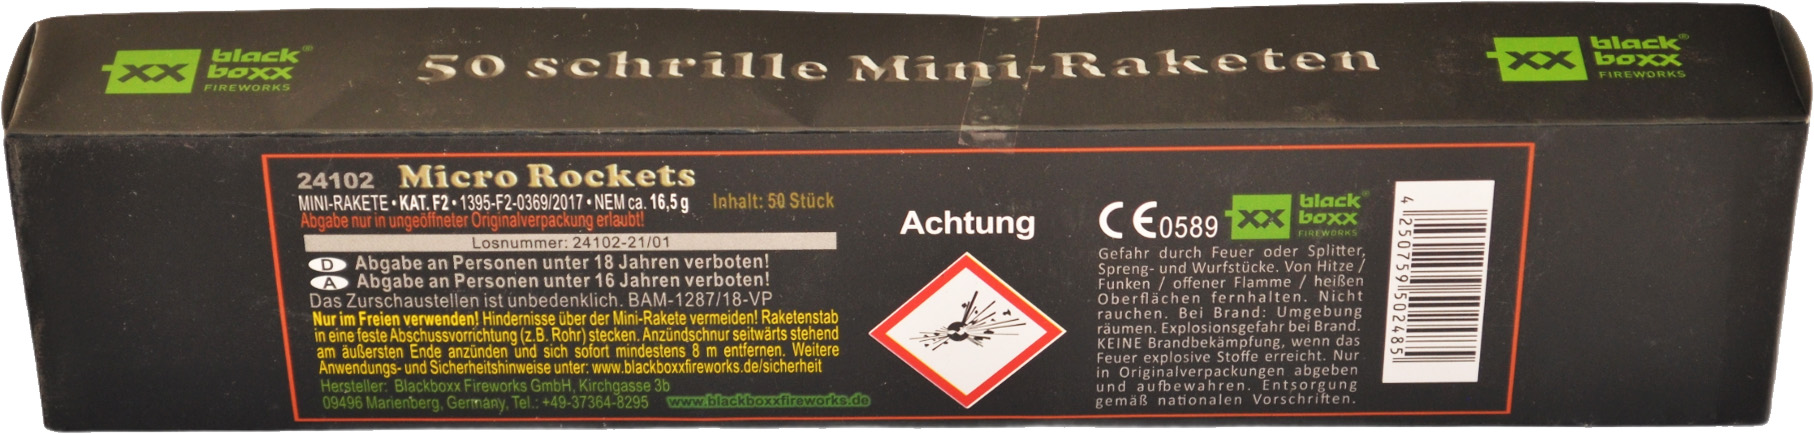 black boxx® FIREWORKS
50 schrille Mini-Raketen
black boxx® FIREWORKS
24102 Micro Rockets
MINI-RAKETE • KAT. F2 • 1395-F2-0369/2017 • NEM ca. 16,5 g Inhalt: 50 Stück
Abgabe nur in ungeöffneter Originalverpackung erlaubt!
Losnummer: 24102-21/01
D Abgabe an Personen unter 18 Jahren verboten!
A Abgabe an Personen unter 16 Jahren verboten!
Das Zurschaustellen ist unbedenklich. BAM-1287/18-VP
Nur im Freien verwenden! Hindernisse über der Mini-Rakete vermeiden! Raketenstab
in eine feste Abschussvorrichtung (z.B. Rohr) stecken. Anzündschnur seitwärts stehend
am äußersten Ende anzünden und sich sofort mindestens 8 m entfernen. Weitere
Anwendungs- und Sicherheitshinweise unter: www.blackboxxfireworks.de/sicherheit
Hersteller: Blackboxx Fireworks GmbH, Kirchgasse 3b
09496 Marienberg, Germany, Tel.: +49-37364-8295 www.blackboxxfireworks.de
Achtung
CE0589 black boxx® FIREWORKS
Gefahr durch Feuer oder Splitter,
Spreng- und Wurfstücke. Von Hitze /
Funken / offener Flamme / heißen
Oberflächen fernhalten. Nicht
rauchen. Bei Brand: Umgebung
räumen. Explosionsgefahr bei Brand.
KEINE Brandbekämpfung, wenn das
Feuer explosive Stoffe erreicht. Nur
in Originalverpackungen abgeben
und aufbewahren. Entsorgung
gemäß nationalen Vorschriften.
4250759502485